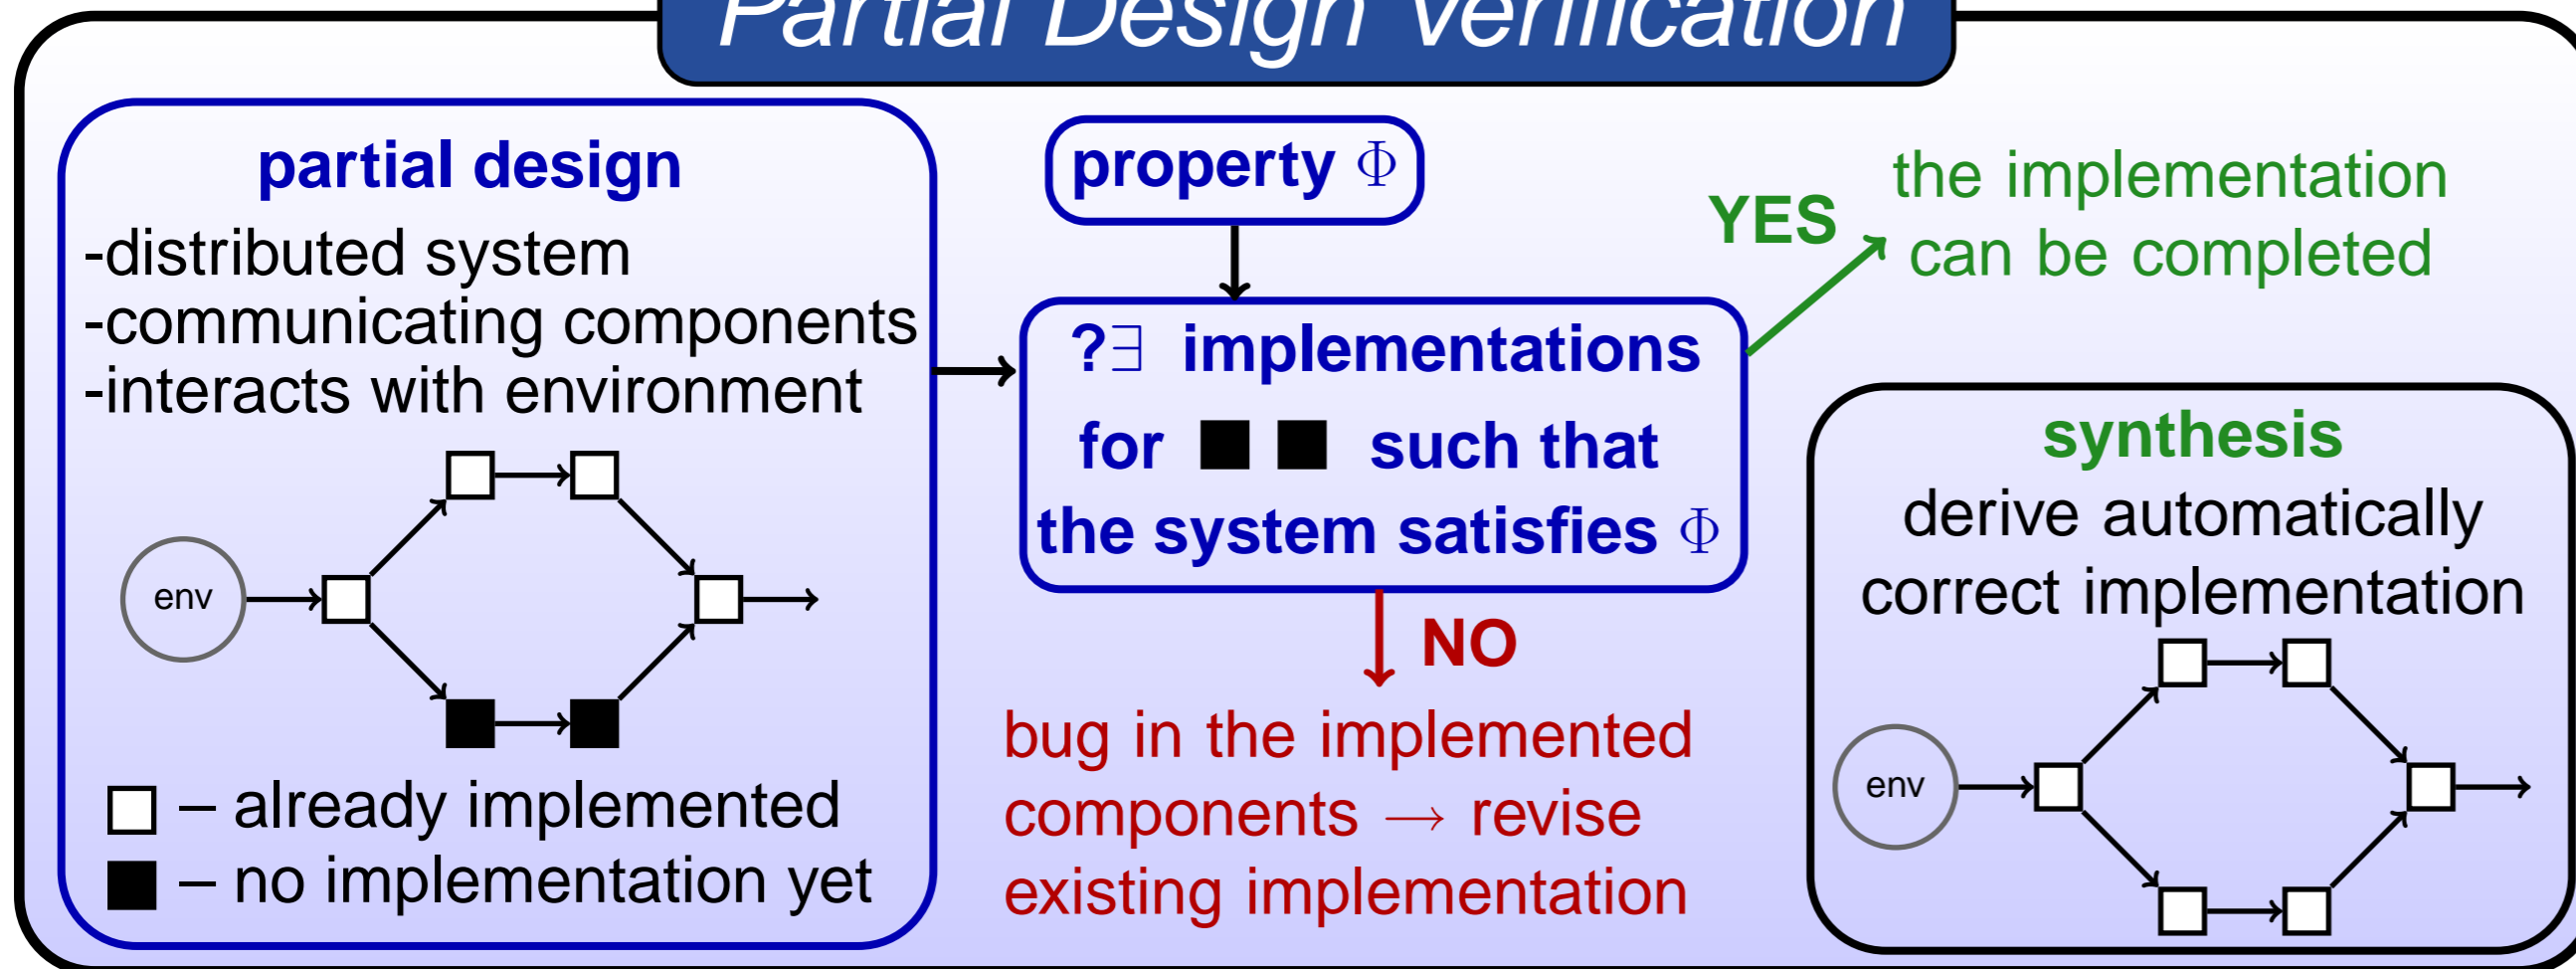 Partial Design Verification
partial design
-distributed system
-communicating components
-interacts with environment
env
– already implemented
– no implementation yet
property Φ
?∃ implementations
for ■ ■ such that
the system satisfies Φ
YES
the implementation
can be completed
NO
bug in the implemented
components → revise
existing implementation
synthesis
derive automatically
correct implementation
env